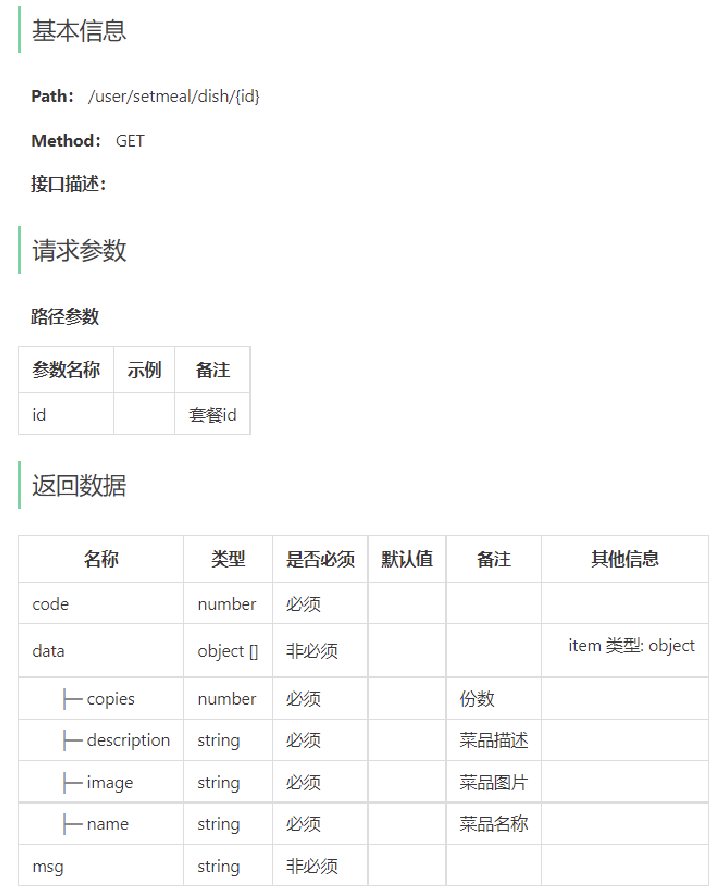 基本信息
Path： /user/setmeal/dish/{id}
Method： GET
接口描述：
请求参数
路径参数
参数名称 示例 备注
id 套餐id
返回数据
名称 类型 是否必须 默认值 备注 其他信息
code number 必须
data object [] 非必须 item 类型: object
├─ copies number 必须 份数
├─ description string 必须 菜品描述
├─ image string 必须 菜品图片
├─ name string 必须 菜品名称
msg string 非必须